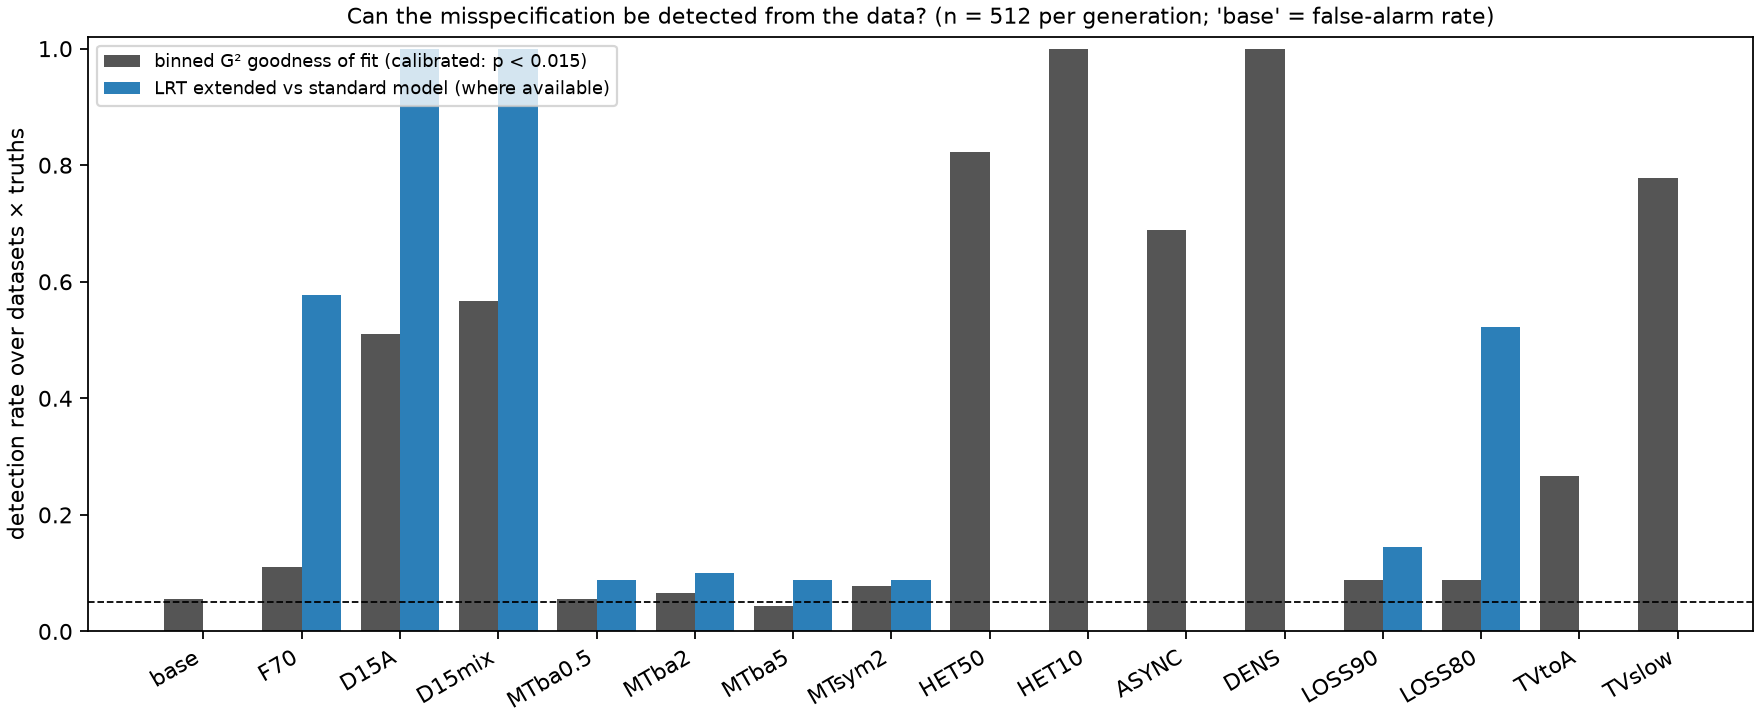 Can the misspecification be detected from the data? (n = 512 per generation; 'base' = false-alarm rate)
binned G² goodness of fit (calibrated: p < 0.015)
LRT extended vs standard model (where available)
detection rate over datasets × truths
1.0
0.8
0.6
0.4
0.2
0.0
base
F70
D15A
D15mix
MTba0.5
MTba2
MTba5
MTsym2
HET50
HET10
ASYNC
DENS
LOSS90
LOSS80
TVtoA
TVslow